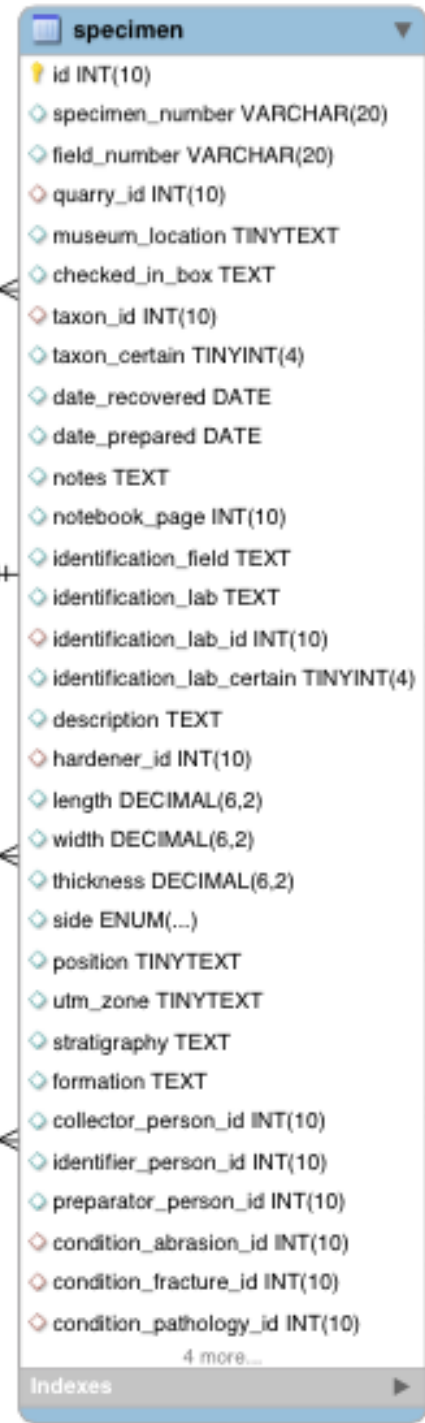 specimen
id INT(10)
specimen_number VARCHAR(20)
field_number VARCHAR(20)
quarry_id INT(10)
museum_location TINYTEXT
checked_in_box TEXT
taxon_id INT(10)
taxon_certain TINYINT(4)
date_recovered DATE
date_prepared DATE
notes TEXT
notebook_page INT(10)
identification_field TEXT
identification_lab TEXT
identification_lab_id INT(10)
identification_lab_certain TINYINT(4)
description TEXT
hardener_id INT(10)
length DECIMAL(6,2)
width DECIMAL(6,2)
thickness DECIMAL(6,2)
side ENUM(...)
position TINYTEXT
utm_zone TINYTEXT
stratigraphy TEXT
formation TEXT
collector_person_id INT(10)
identifier_person_id INT(10)
preparator_person_id INT(10)
condition_abrasion_id INT(10)
condition_fracture_id INT(10)
condition_pathology_id INT(10)
4 more...
Indexes